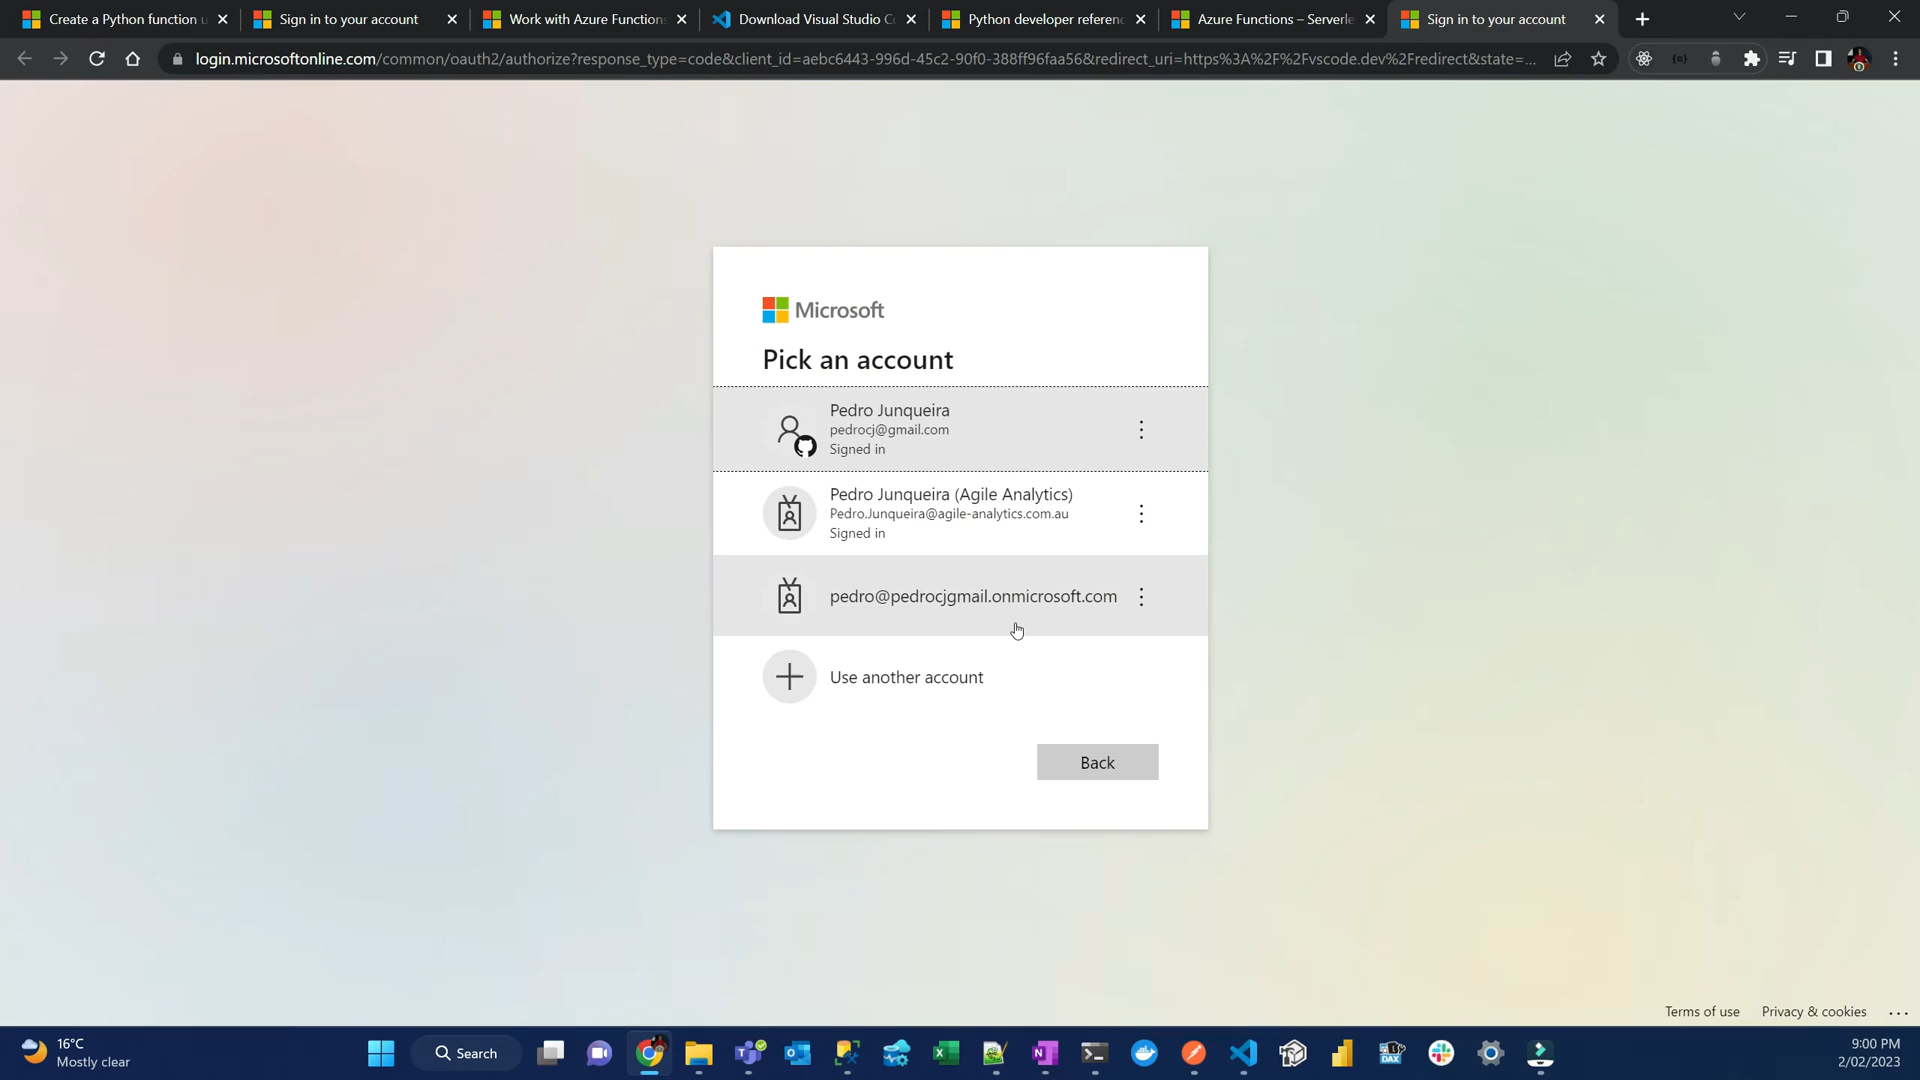 Create a Python function u
Sign in to your account
Work with Azure Functions
Download Visual Studio C
Python developer referenc
Azure Functions – Serverle
Sign in to your account
login.microsoftonline.com/common/oauth2/authorize?response_type=code&client_id=aebc6443-996d-45c2-90f0-388ff96faa56&redirect_uri=https%3A%2F%2Fvscode.dev%2Fredirect&state=...
Microsoft
Pick an account
Pedro Junqueira
pedrocj@gmail.com
Signed in
Pedro Junqueira (Agile Analytics)
Pedro.Junqueira@agile-analytics.com.au
Signed in
pedro@pedrocjgmail.onmicrosoft.com
Use another account
Back
Terms of use Privacy & cookies ...
16°C
Mostly clear
Search
DAX
9:00 PM
2/02/2023